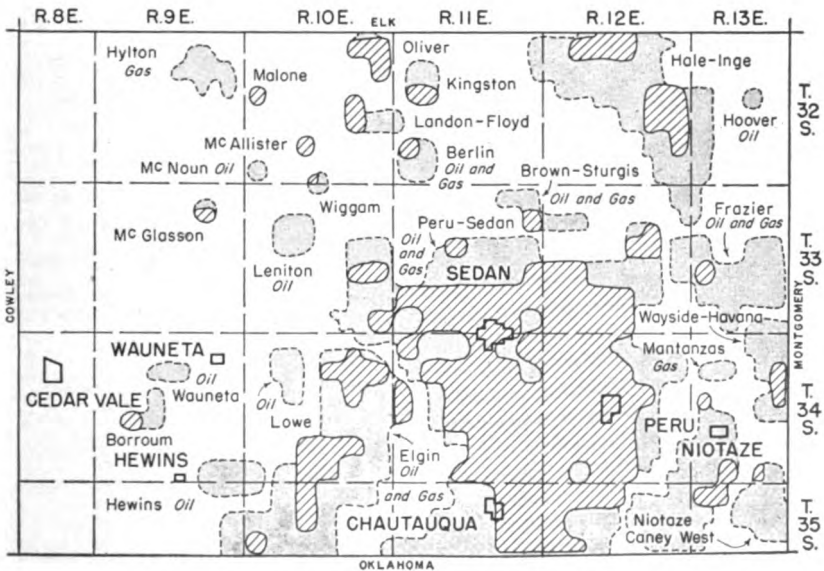 R.8E. R.9E. R.10E. ELK R.11E. R.12E. R.13E.
Hylton
Gas
Malone
Oliver
Kingston
Hale-Inge
T.
32
S.
Landon-Floyd
Hoover
Oil
McAllister
McNoun Oil
Berlin
Oil and
Gas
Brown-Sturgis
Oil and Gas
Wiggam
McGlasson
Peru-Sedan
Oil
and
Gas
Frazier
Oil and Gas
T.
33
S.
Leniton
Oil
SEDAN
COWLEY
Wayside-Havana
MONTGOMERY
WAUNETA
Oil
Wauneta
Mantanzas
Gas
CEDAR VALE
Oil
Lowe
T.
34
S.
Borroum
PERU
NIOTAZE
HEWINS
Elgin
Oil
and Gas
Hewins Oil
CHAUTAUQUA
Niotaze
Caney West
T.
35
S.
OKLAHOMA